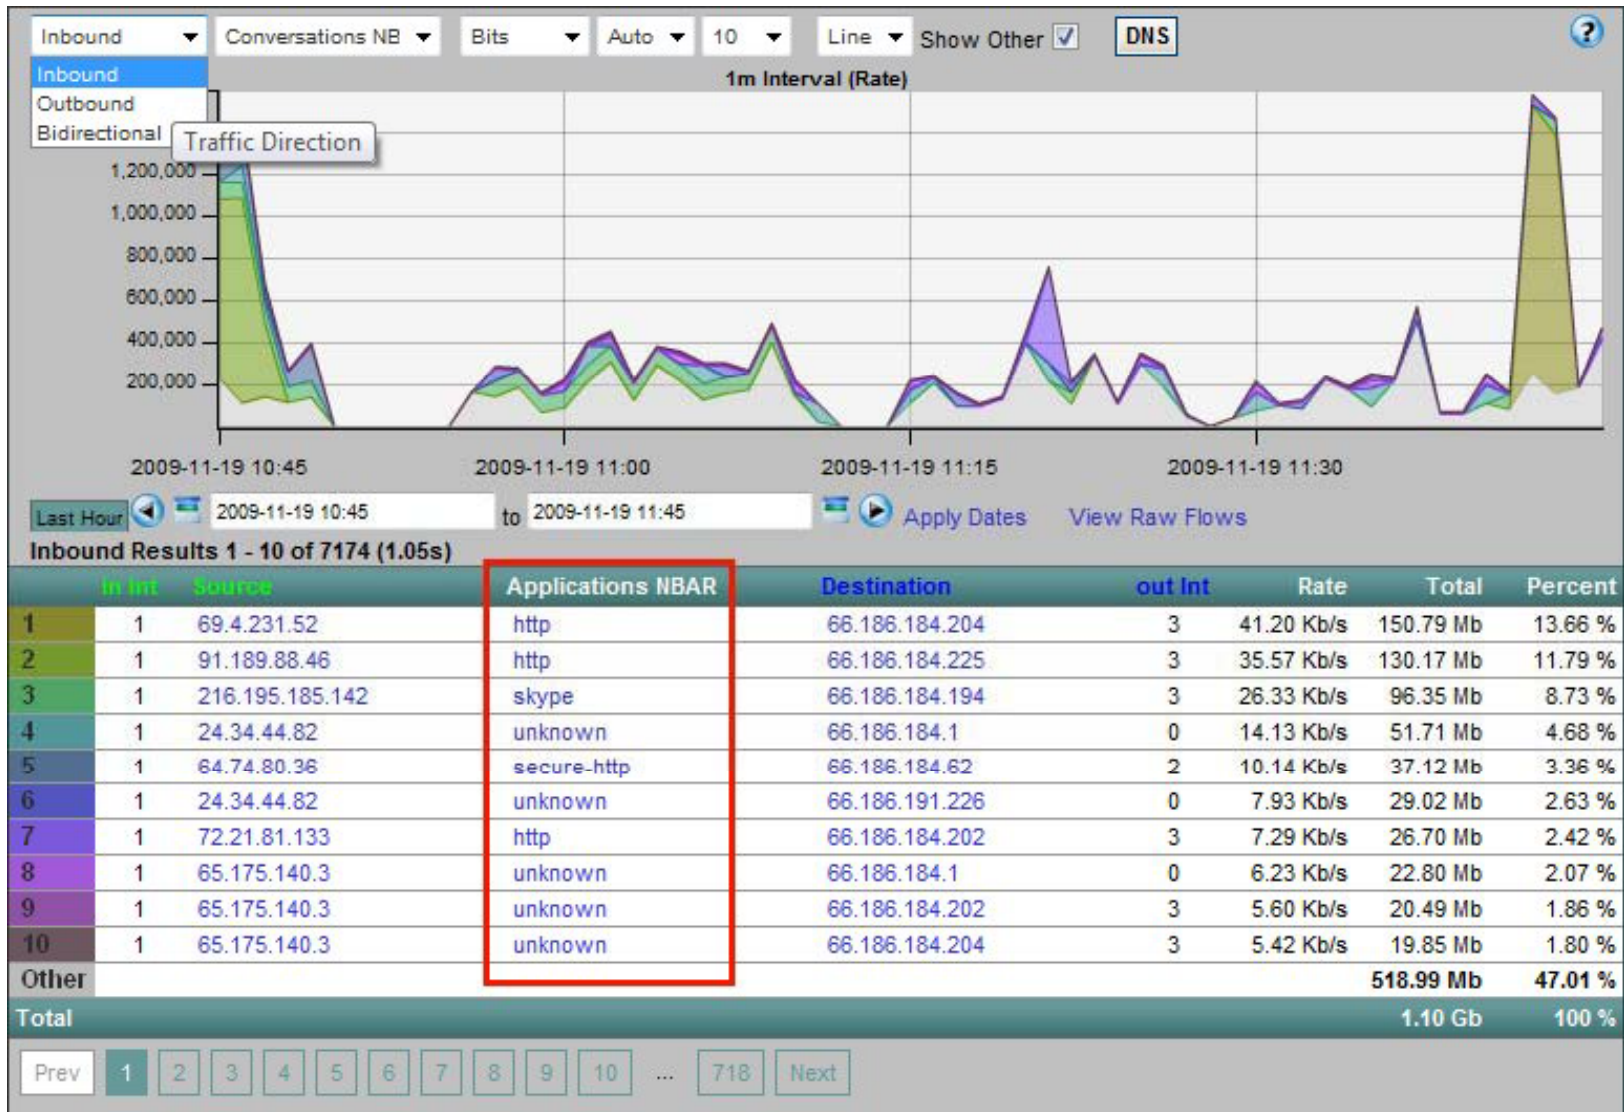 Inbound Conversations NB Bits Auto 10 Line Show Other DNS ?
Inbound
Outbound
Bidirectional
Traffic Direction
1m Interval (Rate)
1,200,000
1,000,000
800,000
600,000
400,000
200,000
2009-11-19 10:45 2009-11-19 11:00 2009-11-19 11:15 2009-11-19 11:30
Last Hour 2009-11-19 10:45 to 2009-11-19 11:45 Apply Dates View Raw Flows
Inbound Results 1 - 10 of 7174 (1.05s)
In Int Source Applications NBAR Destination out Int Rate Total Percent
1 1 69.4.231.52 http 66.186.184.204 3 41.20 Kb/s 150.79 Mb 13.66 %
2 1 91.189.88.46 http 66.186.184.225 3 35.57 Kb/s 130.17 Mb 11.79 %
3 1 216.195.185.142 skype 66.186.184.194 3 26.33 Kb/s 96.35 Mb 8.73 %
4 1 24.34.44.82 unknown 66.186.184.1 0 14.13 Kb/s 51.71 Mb 4.68 %
5 1 64.74.80.36 secure-http 66.186.184.62 2 10.14 Kb/s 37.12 Mb 3.36 %
6 1 24.34.44.82 unknown 66.186.191.226 0 7.93 Kb/s 29.02 Mb 2.63 %
7 1 72.21.81.133 http 66.186.184.202 3 7.29 Kb/s 26.70 Mb 2.42 %
8 1 65.175.140.3 unknown 66.186.184.1 0 6.23 Kb/s 22.80 Mb 2.07 %
9 1 65.175.140.3 unknown 66.186.184.202 3 5.60 Kb/s 20.49 Mb 1.86 %
10 1 65.175.140.3 unknown 66.186.184.204 3 5.42 Kb/s 19.85 Mb 1.80 %
Other 518.99 Mb 47.01 %
Total 1.10 Gb 100 %
Prev 1 2 3 4 5 6 7 8 9 10 ... 718 Next